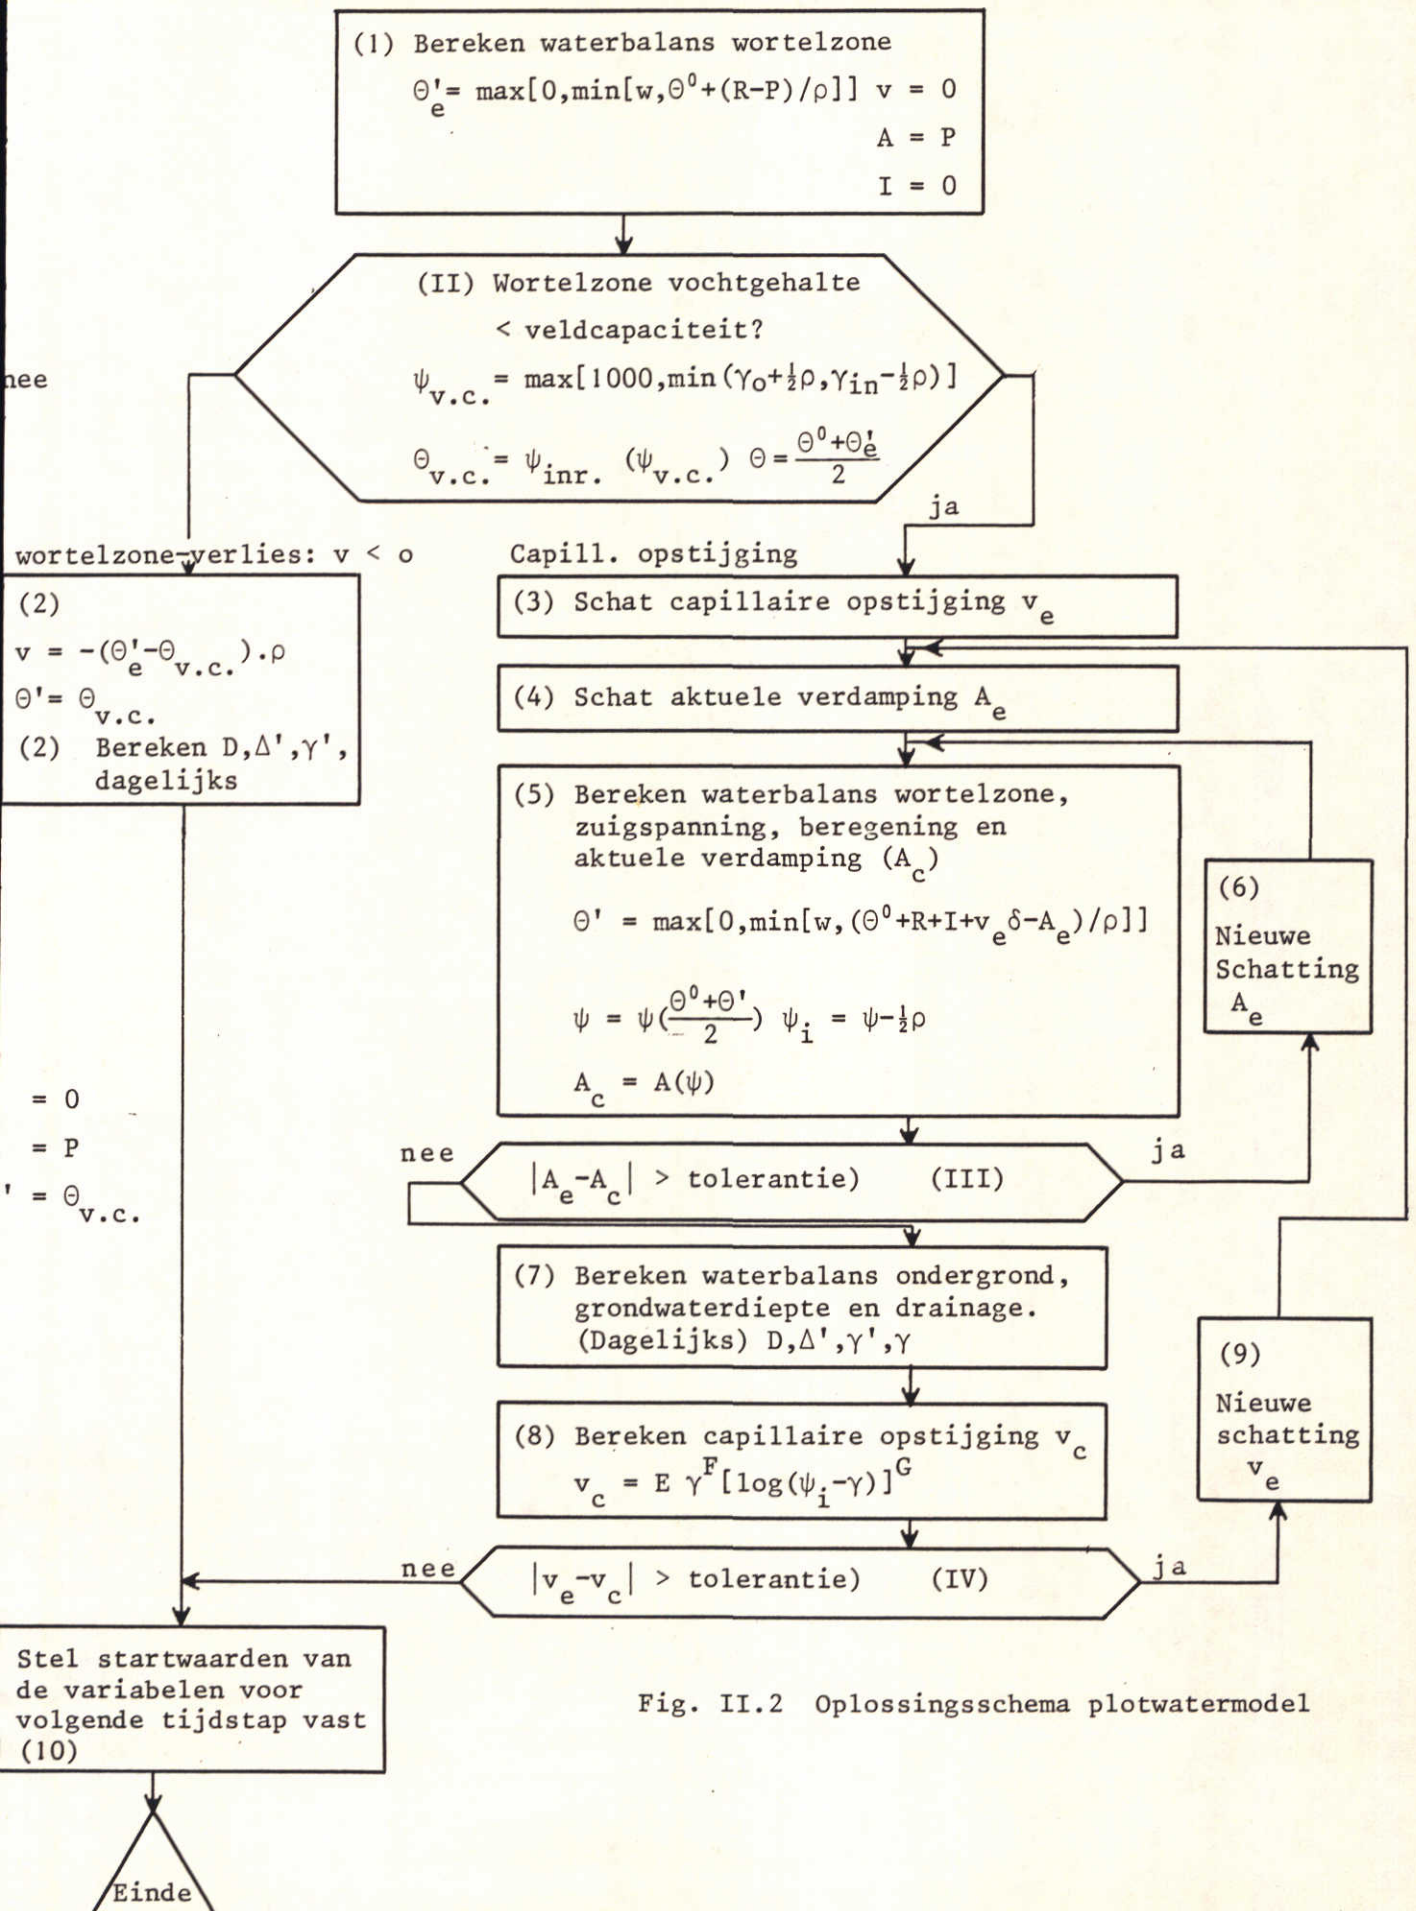 (1) Bereken waterbalans wortelzone
Θ'e = max[0,min[w,Θ⁰+(R-P)/ρ]] v = 0
A = P
I = 0
(II) Wortelzone vochtgehalte
< veldcapaciteit?
ψv.c. = max[1000,min(γo+½ρ,γin-½ρ)]
Θv.c. = ψinr. (ψv.c.) Θ = (Θ⁰+Θ'e)/2
nee
ja
wortelzone-verlies: v < o
Capill. opstijging
(2)
v = -(Θ'e-Θv.c.).ρ
Θ'= Θv.c.
(2) Bereken D,Δ',γ',
dagelijks
(3) Schat capillaire opstijging ve
(4) Schat aktuele verdamping Ae
(5) Bereken waterbalans wortelzone,
zuigspanning, beregening en
aktuele verdamping (Ac)
Θ' = max[0,min[w,(Θ⁰+R+I+veδ-Ae)/ρ]]
ψ = ψ((Θ⁰+Θ')/2) ψi = ψ-½ρ
Ac = A(ψ)
(6)
Nieuwe
Schatting
Ae
= 0
= P
' = Θv.c.
nee
|Ae-Ac| > tolerantie) (III)
ja
(7) Bereken waterbalans ondergrond,
grondwaterdiepte en drainage.
(Dagelijks) D,Δ',γ',γ
(8) Bereken capillaire opstijging vc
vc = E γ^F[log(ψi-γ)]^G
(9)
Nieuwe
schatting
ve
nee
|ve-vc| > tolerantie) (IV)
ja
Stel startwaarden van
de variabelen voor
volgende tijdstap vast
(10)
Einde
Fig. II.2 Oplossingsschema plotwatermodel